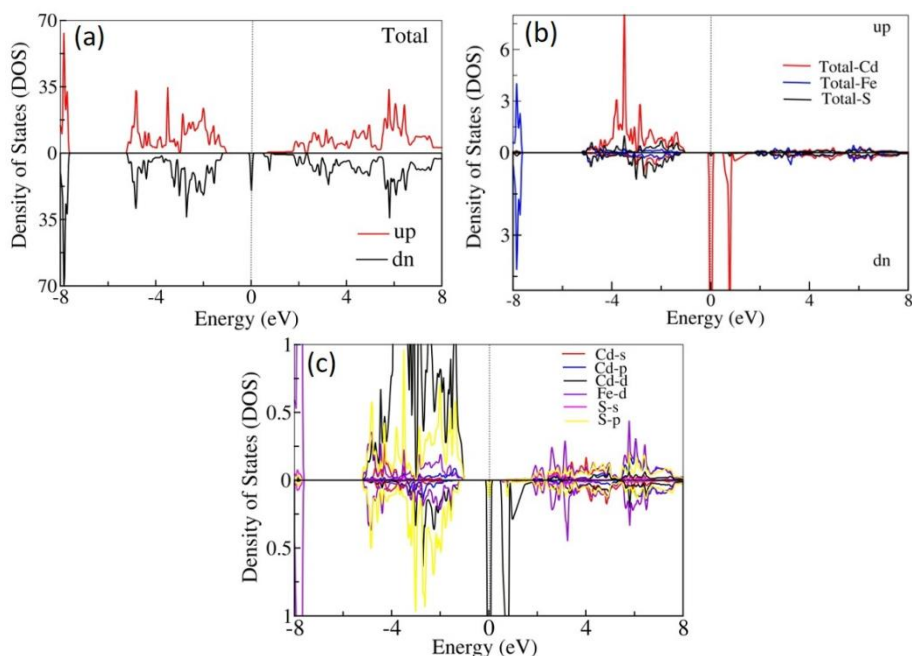 (a)
Total
Density of States (DOS)
70
35
0
35
70
up
dn
-8
-4
0
4
8
Energy (eV)
(b)
up
Density of States (DOS)
6
3
0
3
Total-Cd
Total-Fe
Total-S
dn
-8
-4
0
4
8
Energy (eV)
(c)
Density of States (DOS)
1
0.5
0
0.5
1
Cd-s
Cd-p
Cd-d
Fe-d
S-s
S-p
-8
-4
0
4
8
Energy (eV)